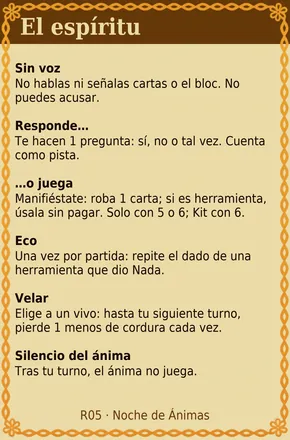 El espíritu
Sin voz
No hablas ni señalas cartas o el bloc. No
puedes acusar.
Responde...
Te hacen 1 pregunta: sí, no o tal vez. Cuenta
como pista.
...o juega
Manifiéstate: roba 1 carta; si es herramienta,
úsala sin pagar. Solo con 5 o 6; Kit con 6.
Eco
Una vez por partida: repite el dado de una
herramienta que dio Nada.
Velar
Elige a un vivo: hasta tu siguiente turno,
pierde 1 menos de cordura cada vez.
Silencio del ánima
Tras tu turno, el ánima no juega.
R05 · Noche de Ánimas